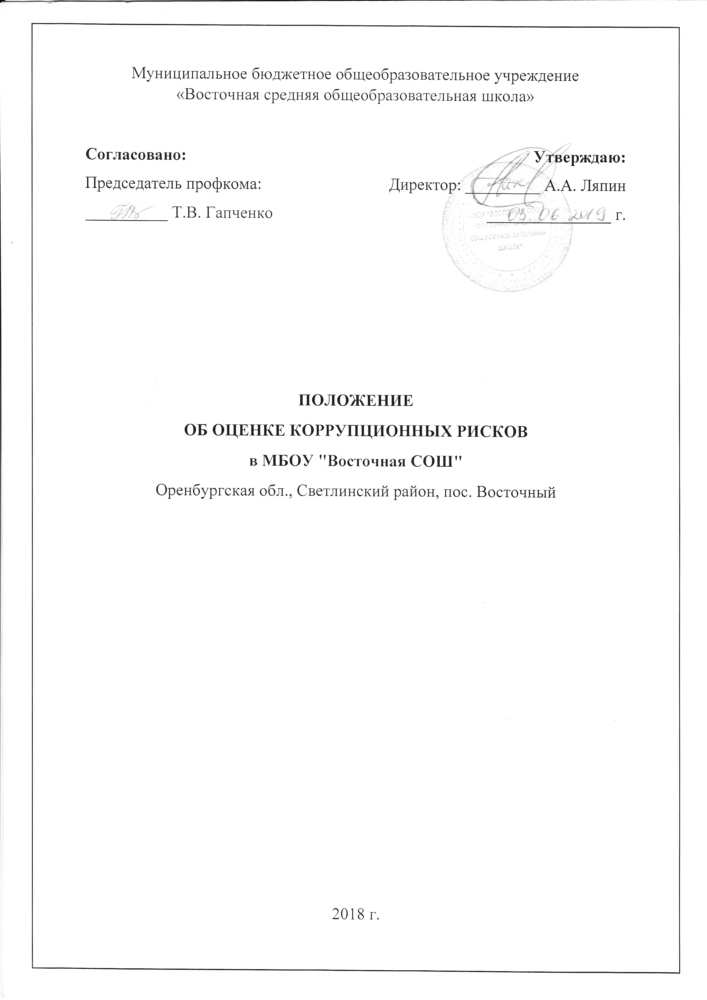 Муниципальное бюджетное общеобразовательное учреждение
«Восточная средняя общеобразовательная школа»
Согласовано:
Утверждаю:
Председатель профкома:
Директор: __________ А.А. Ляпин
__________ Т.В. Гапченко
06 2019 г.
МБОУ "ВОСТОЧНАЯ СОШ"
"ВОСТОЧНАЯ СРЕДНЯЯ
ОБЩЕОБРАЗОВАТЕЛЬНАЯ
ШКОЛА"
ПОЛОЖЕНИЕ
ОБ ОЦЕНКЕ КОРРУПЦИОННЫХ РИСКОВ
в МБОУ "Восточная СОШ"
Оренбургская обл., Светлинский район, пос. Восточный
2018 г.